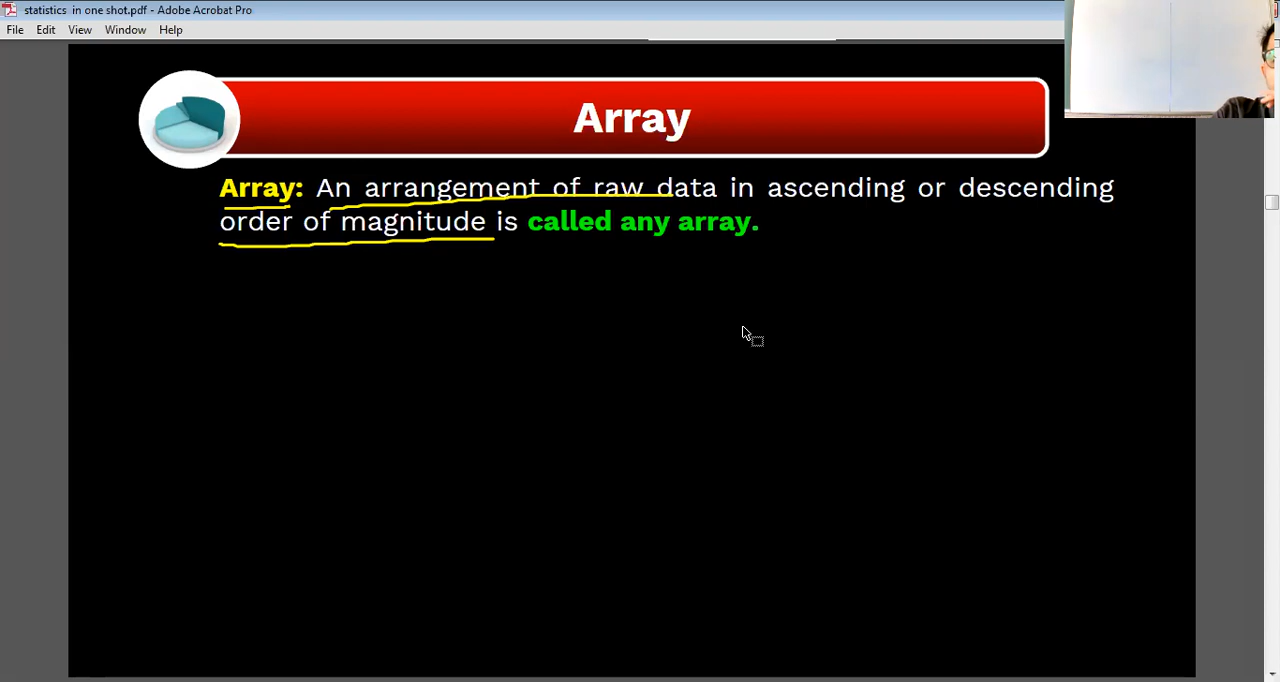 statistics in one shot.pdf - Adobe Acrobat Pro
File Edit View Window Help
Array
Array: An arrangement of raw data in ascending or descending
order of magnitude is called any array.